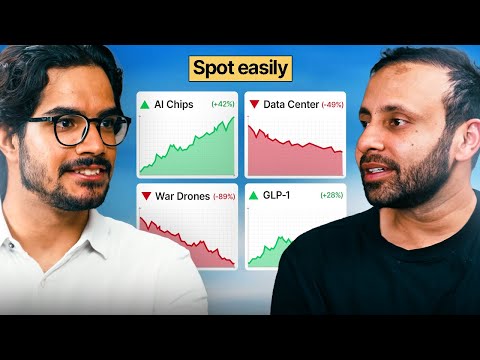 Spot easily
AI Chips (+42%)
Data Center (-49%)
War Drones (-89%)
GLP-1 (+28%)